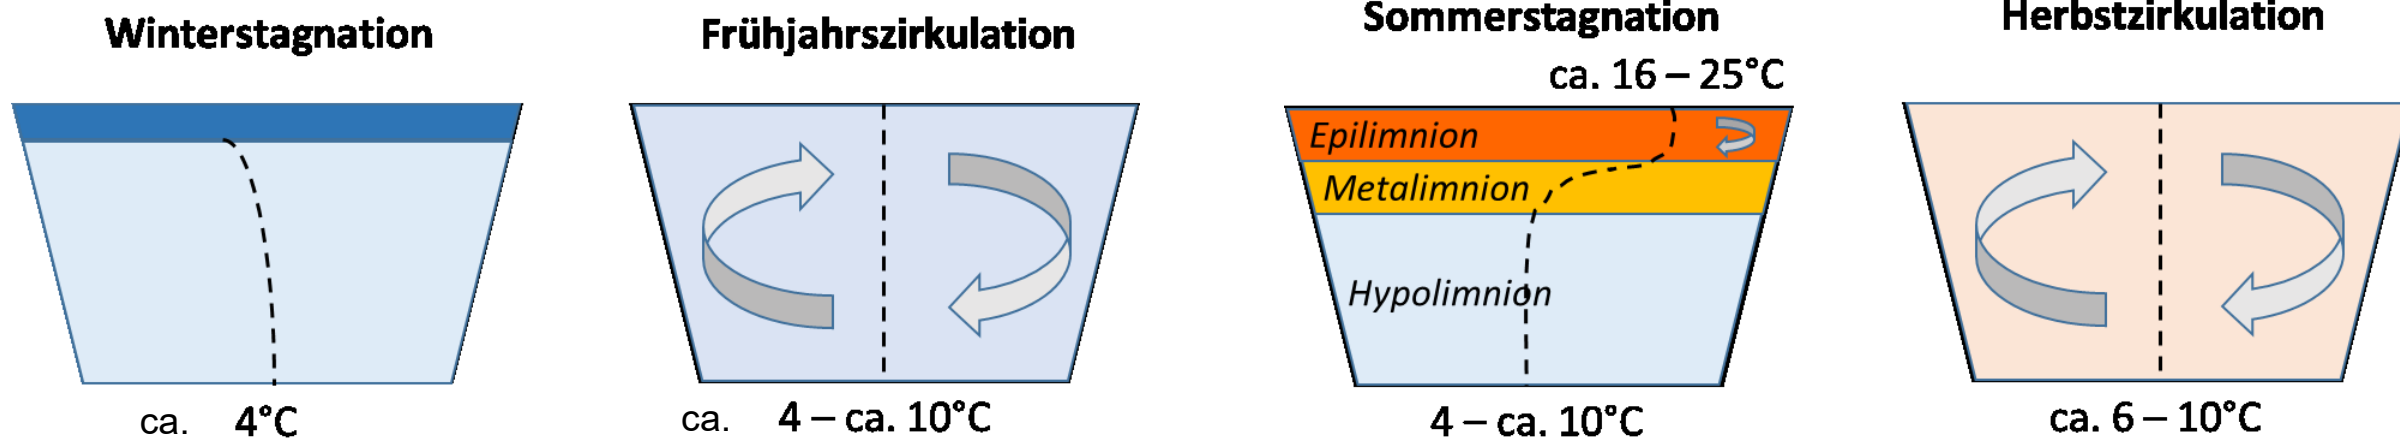 Winterstagnation
ca. 4°C
Frühjahrszirkulation
ca. 4 – ca. 10°C
Sommerstagnation
ca. 16 – 25°C
Epilimnion
Metalimnion
Hypolimnion
4 – ca. 10°C
Herbstzirkulation
ca. 6 – 10°C